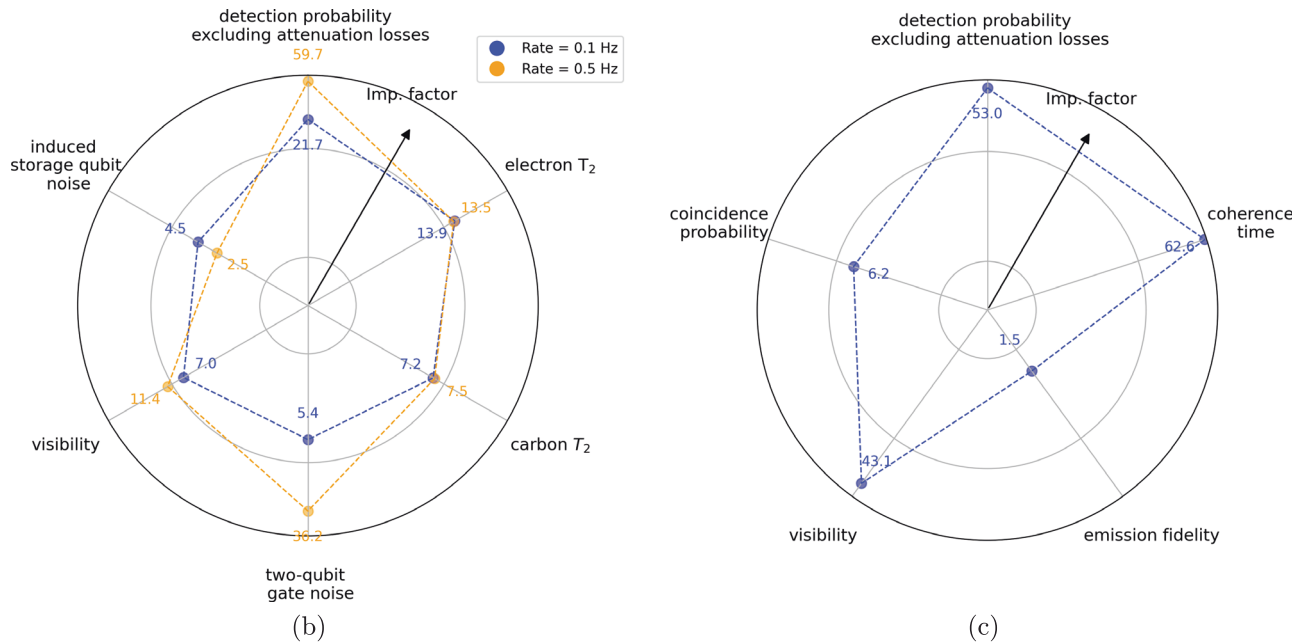 detection probability
excluding attenuation losses
59.7
Rate = 0.1 Hz
Rate = 0.5 Hz
Imp. factor
21.7
induced
storage qubit
noise
electron T₂
13.5
13.9
4.5
2.5
7.0
11.4
7.2
7.5
5.4
visibility
carbon T₂
36.2
two-qubit
gate noise
(b)
detection probability
excluding attenuation losses
Imp. factor
53.0
coincidence
probability
coherence
time
62.6
6.2
1.5
43.1
visibility
emission fidelity
(c)